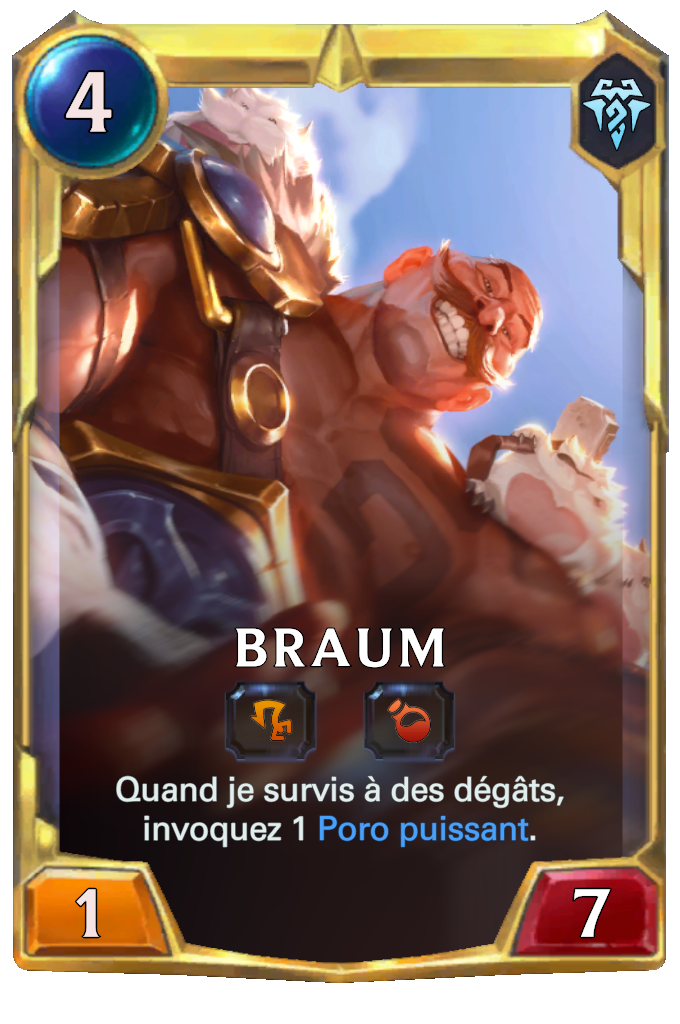 4
BRAUM
Quand je survis à des dégâts,
invoquez 1 Poro puissant.
1
7